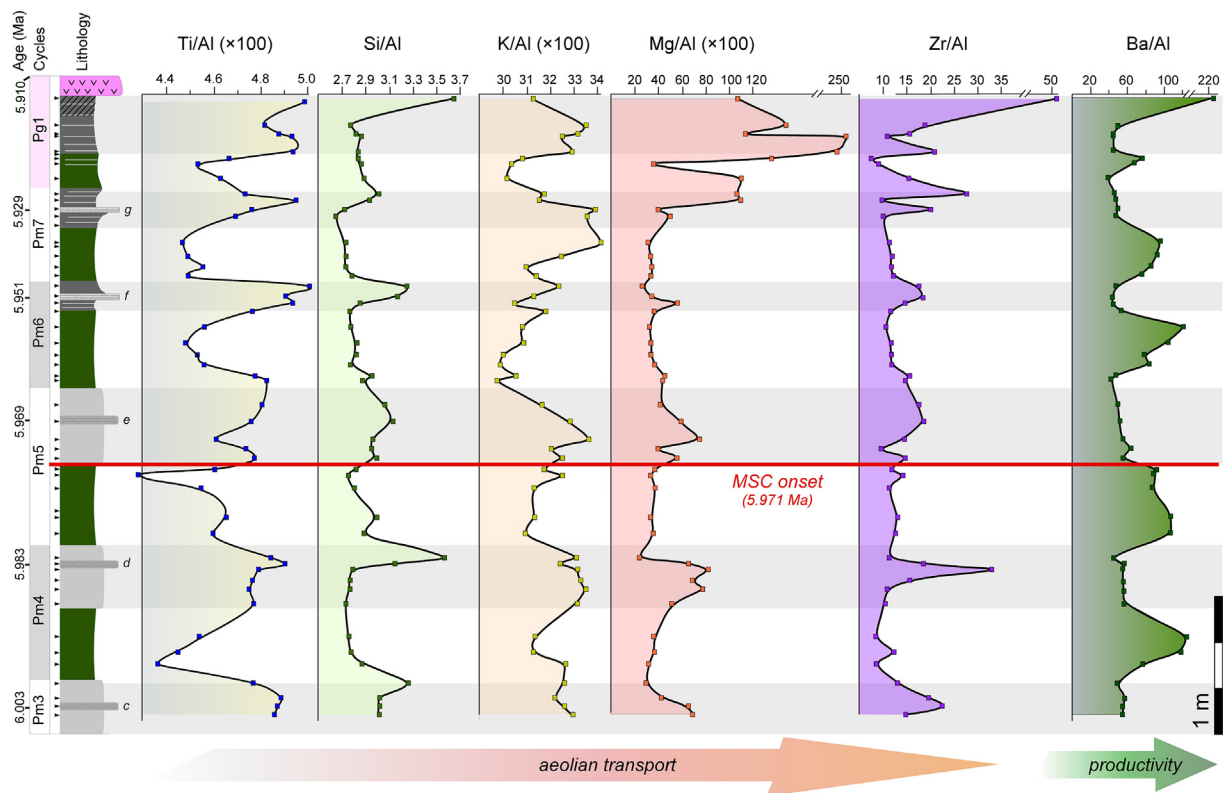 Age (Ma)
Cycles
Lithology
Ti/Al (×100)
Si/Al
K/Al (×100)
Mg/Al (×100)
Zr/Al
Ba/Al
4.4 4.6 4.8 5.0
2.7 2.9 3.1 3.3 3.5 3.7
30 31 32 33 34
20 40 60 80 100 120 250
10 15 20 25 30 35 50
20 60 100 220
5.910
Pg1
5.929
g
Pm7
5.951
f
Pm6
5.969
e
Pm5
MSC onset
(5.971 Ma)
5.983
d
Pm4
6.003
c
Pm3
1 m
aeolian transport
productivity